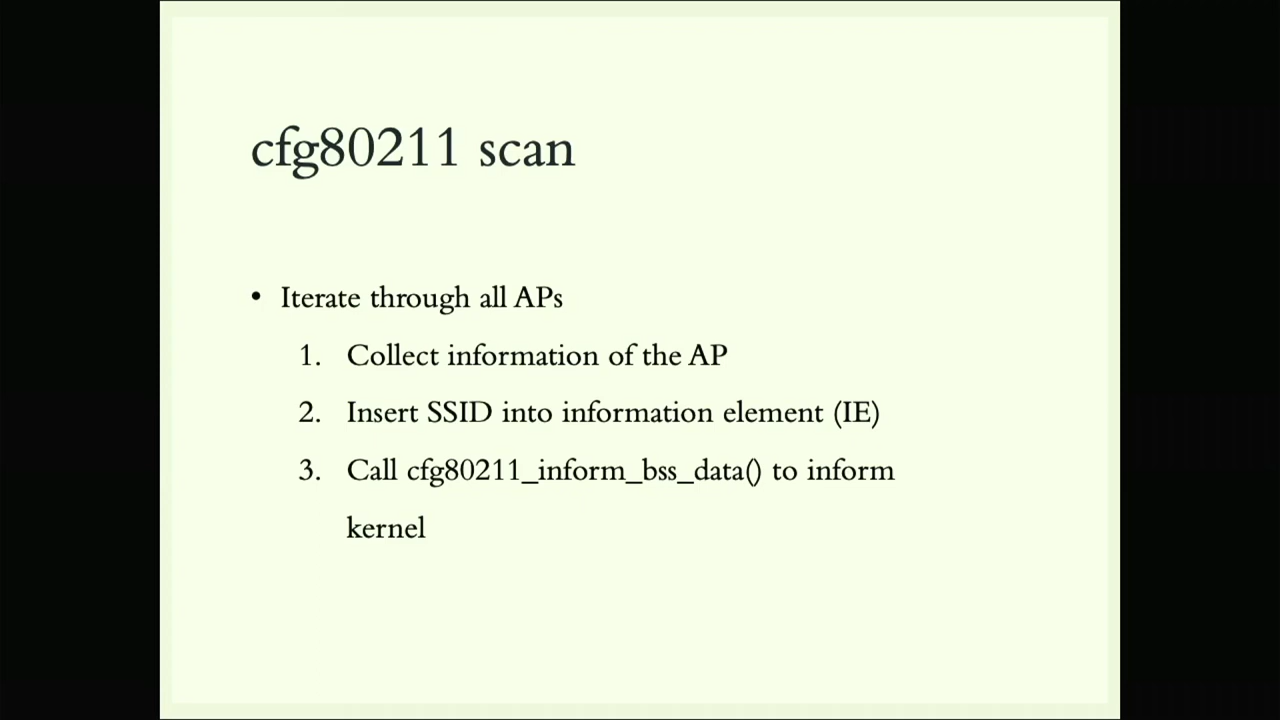 cfg80211 scan
• Iterate through all APs
1. Collect information of the AP
2. Insert SSID into information element (IE)
3. Call cfg80211_inform_bss_data() to inform
kernel